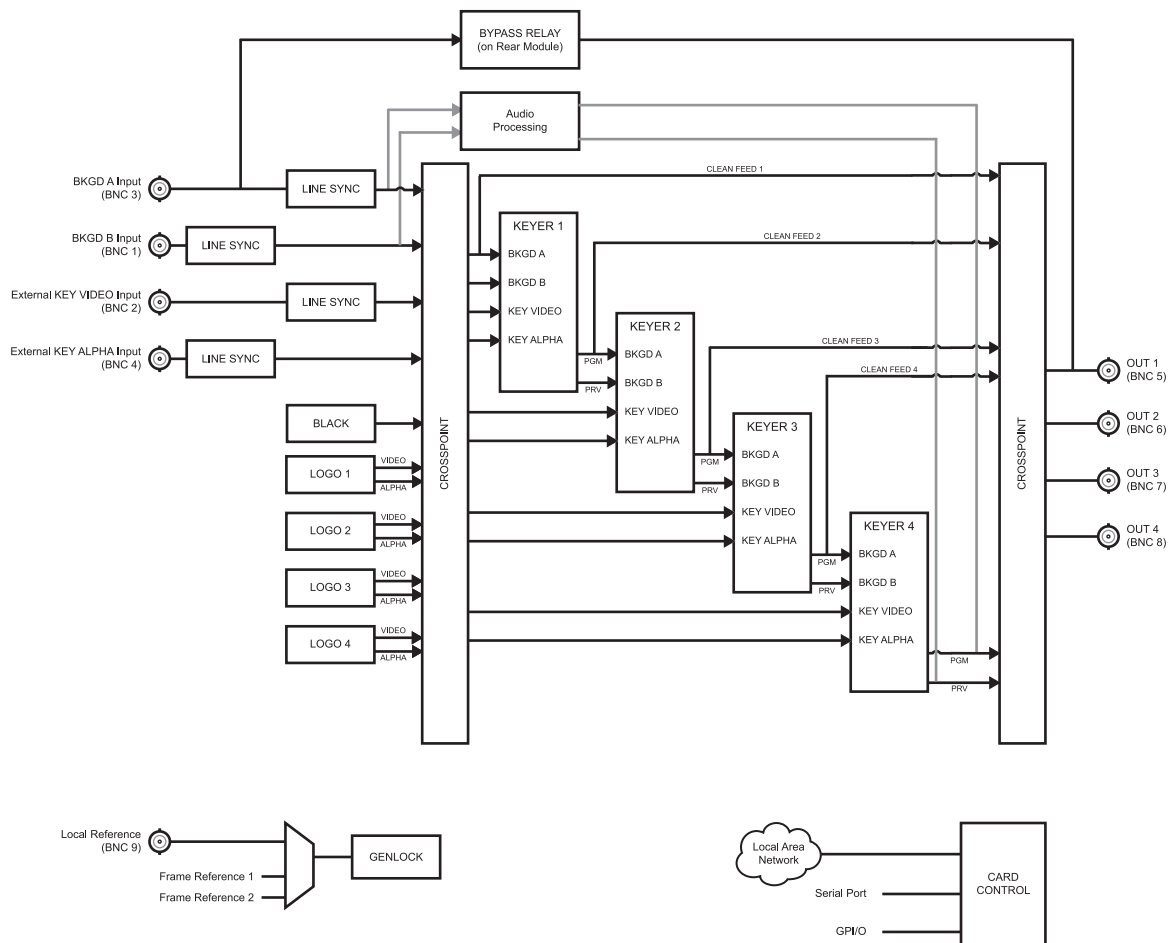 BYPASS RELAY
(on Rear Module)
Audio
Processing
BKGD A Input
(BNC 3)
LINE SYNC
BKGD B Input
(BNC 1)
LINE SYNC
External KEY VIDEO Input
(BNC 2)
LINE SYNC
External KEY ALPHA Input
(BNC 4)
LINE SYNC
BLACK
LOGO 1
VIDEO
ALPHA
LOGO 2
VIDEO
ALPHA
LOGO 3
VIDEO
ALPHA
LOGO 4
VIDEO
ALPHA
CROSSPOINT
CLEAN FEED 1
KEYER 1
BKGD A
BKGD B
KEY VIDEO
KEY ALPHA
PGM
PRV
CLEAN FEED 2
KEYER 2
BKGD A
BKGD B
KEY VIDEO
KEY ALPHA
PGM
PRV
CLEAN FEED 3
KEYER 3
BKGD A
BKGD B
KEY VIDEO
KEY ALPHA
PGM
PRV
CLEAN FEED 4
KEYER 4
BKGD A
BKGD B
KEY VIDEO
KEY ALPHA
PGM
PRV
CROSSPOINT
OUT 1
(BNC 5)
OUT 2
(BNC 6)
OUT 3
(BNC 7)
OUT 4
(BNC 8)
Local Reference
(BNC 9)
Frame Reference 1
Frame Reference 2
GENLOCK
Local Area
Network
Serial Port
GPI/O
CARD
CONTROL